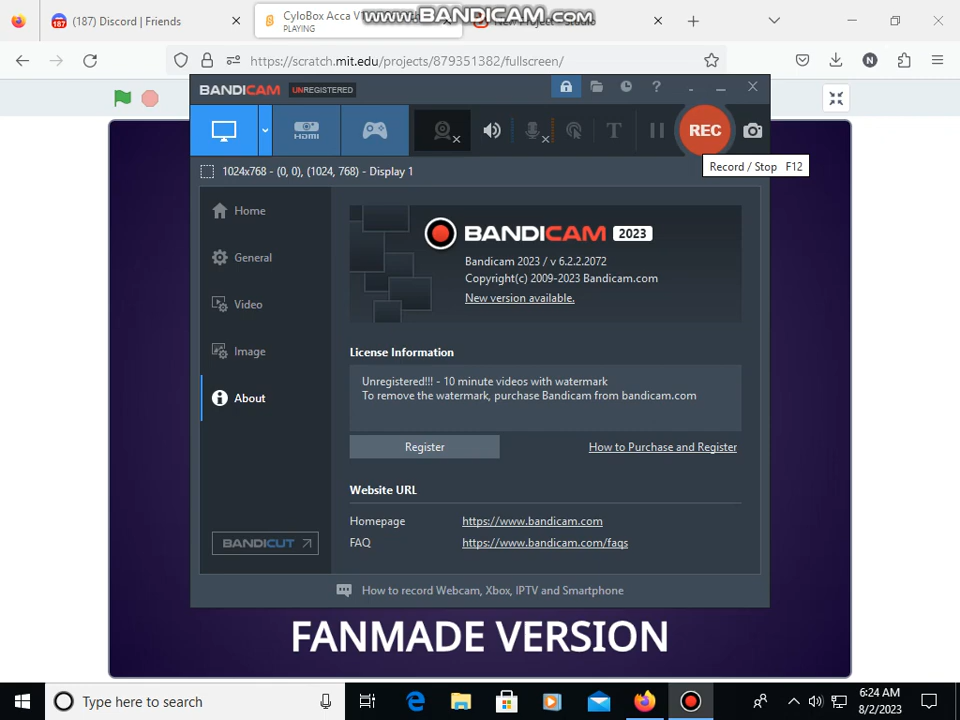 (187) Discord | Friends
CyloBox Acca V
PLAYING
www.BANDICAM.com
https://scratch.mit.edu/projects/879351382/fullscreen/
BANDICAM UNREGISTERED
REC
Record / Stop F12
1024x768 - (0, 0), (1024, 768) - Display 1
Home
General
Video
Image
About
BANDICAM 2023
Bandicam 2023 / v 6.2.2.2072
Copyright(c) 2009-2023 Bandicam.com
New version available.
License Information
Unregistered!!! - 10 minute videos with watermark
To remove the watermark, purchase Bandicam from bandicam.com
Register
How to Purchase and Register
Website URL
Homepage https://www.bandicam.com
FAQ https://www.bandicam.com/faqs
BANDICUT
How to record Webcam, Xbox, IPTV and Smartphone
FANMADE VERSION
Type here to search
6:24 AM
8/2/2023